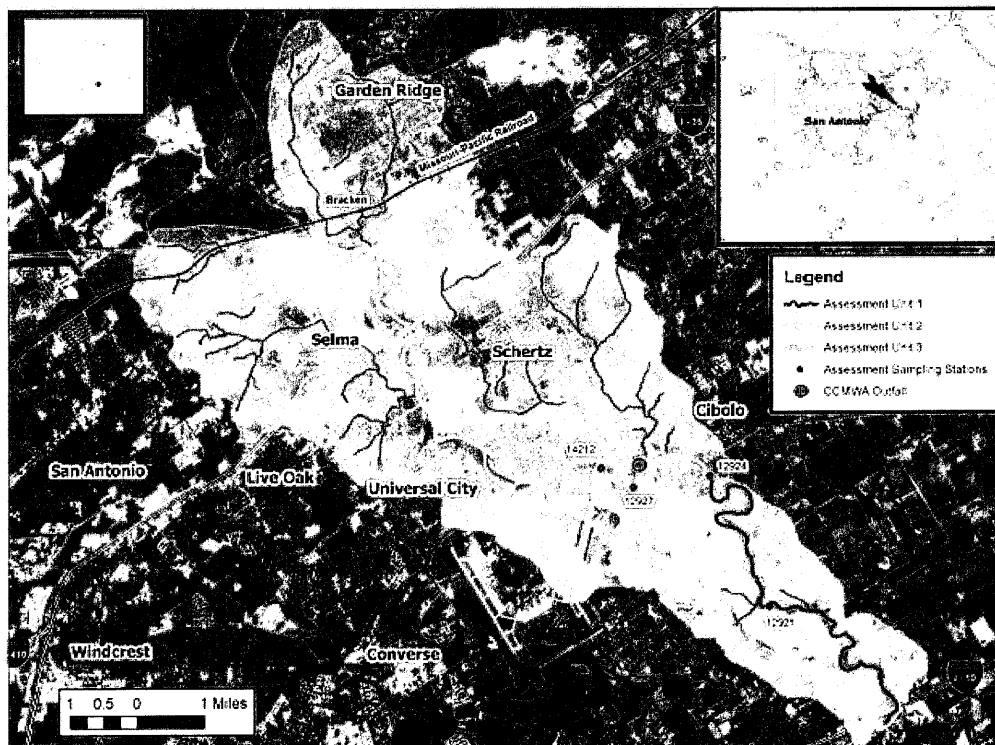 Garden Ridge
Missouri-Pacific Railroad
Bracken
San Antonio
Legend
Assessment Unit 1
Assessment Unit 2
Assessment Unit 3
Assessment Sampling Stations
CCMWA Outfall
Selma
Schertz
Cibolo
14212
12924
San Antonio
Live Oak
Universal City
12927
12921
Windcrest
Converse
410
1 0.5 0 1 Miles